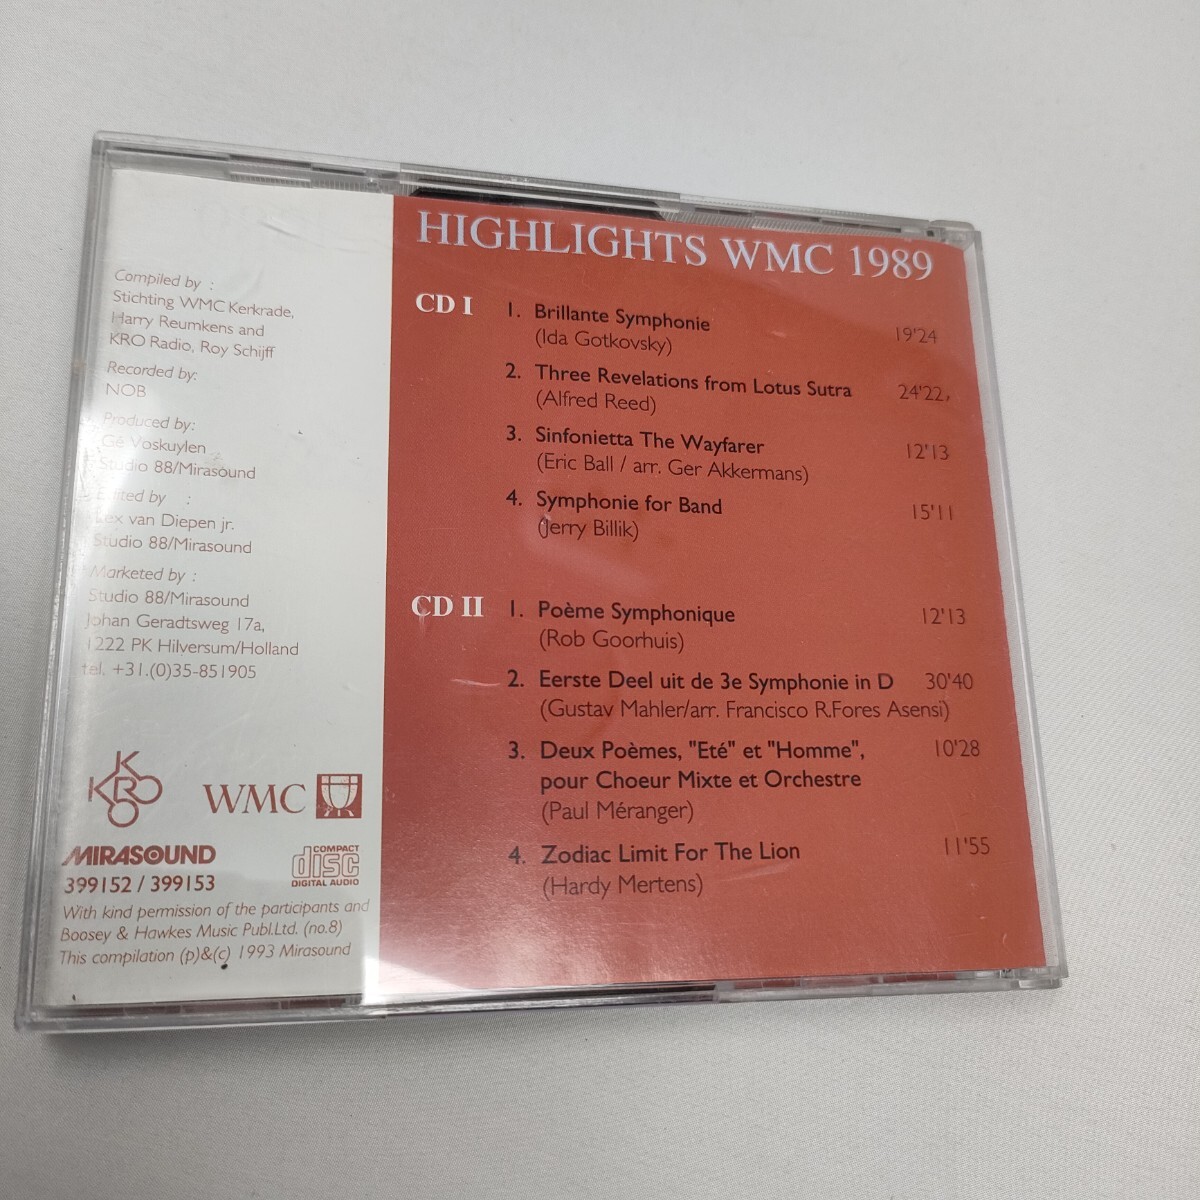 HIGHLIGHTS WMC 1989
CD I
1. Brillante Symphonie 19'24
(Ida Gotkovsky)
2. Three Revelations from Lotus Sutra 24'22,
(Alfred Reed)
3. Sinfonietta The Wayfarer 12'13
(Eric Ball / arr. Ger Akkermans)
4. Symphonie for Band 15'11
(Jerry Billik)
CD II
1. Poème Symphonique 12'13
(Rob Goorhuis)
2. Eerste Deel uit de 3e Symphonie in D 30'40
(Gustav Mahler/arr. Francisco R.Fores Asensi)
3. Deux Poèmes, "Eté" et "Homme", 10'28
pour Choeur Mixte et Orchestre
(Paul Méranger)
4. Zodiac Limit For The Lion 11'55
(Hardy Mertens)
Compiled by :
Stichting WMC Kerkrade,
Harry Reumkens and
KRO Radio, Roy Schijff
Recorded by:
NOB
Produced by:
Gé Voskuylen
Studio 88/Mirasound
Edited by :
Lex van Diepen jr.
Studio 88/Mirasound
Marketed by :
Studio 88/Mirasound
Johan Geradtsweg 17a,
1222 PK Hilversum/Holland
tel. +31.(0)35-851905
KRO
WMC
MIRASOUND
399152 / 399153
COMPACT
disc
DIGITAL AUDIO
With kind permission of the participants and
Boosey & Hawkes Music Publ.Ltd. (no.8)
This compilation (p)&(c) 1993 Mirasound